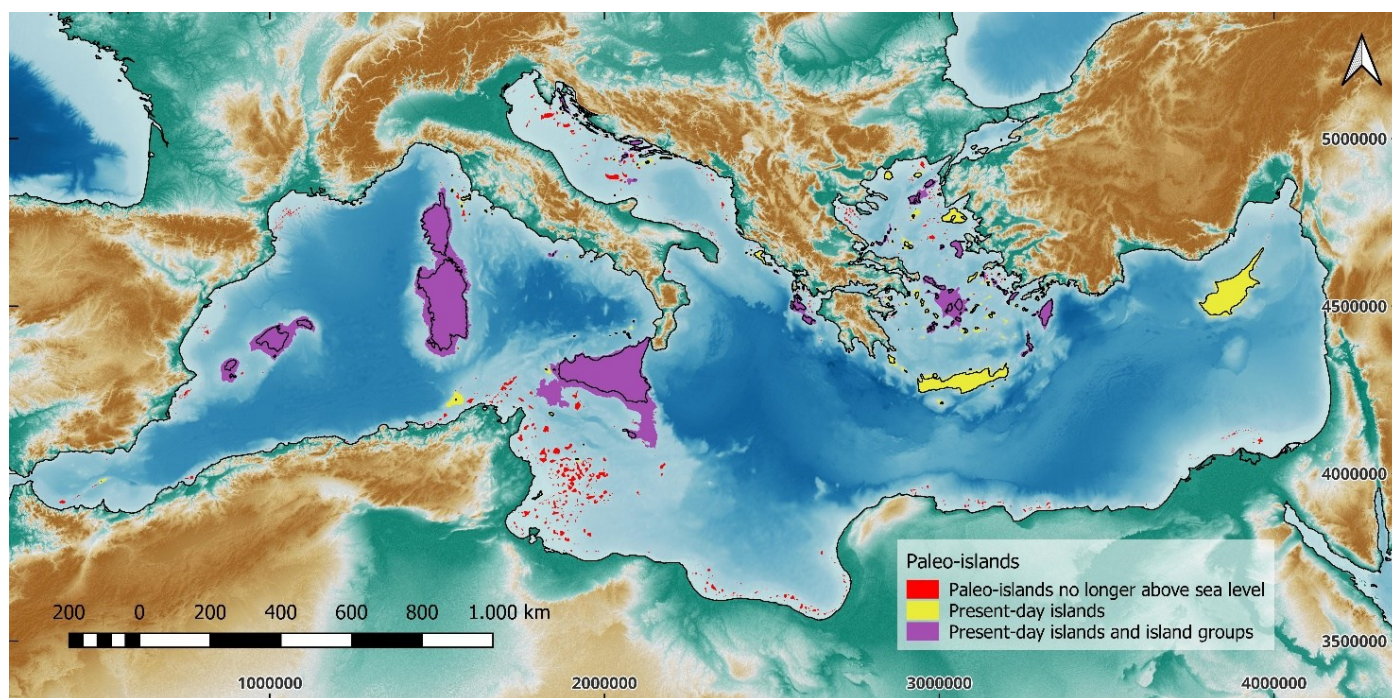 5000000
4500000
4000000
Paleo-islands
Paleo-islands no longer above sea level
Present-day islands
Present-day islands and island groups
200 0 200 400 600 800 1.000 km
3500000
1000000 2000000 3000000 4000000